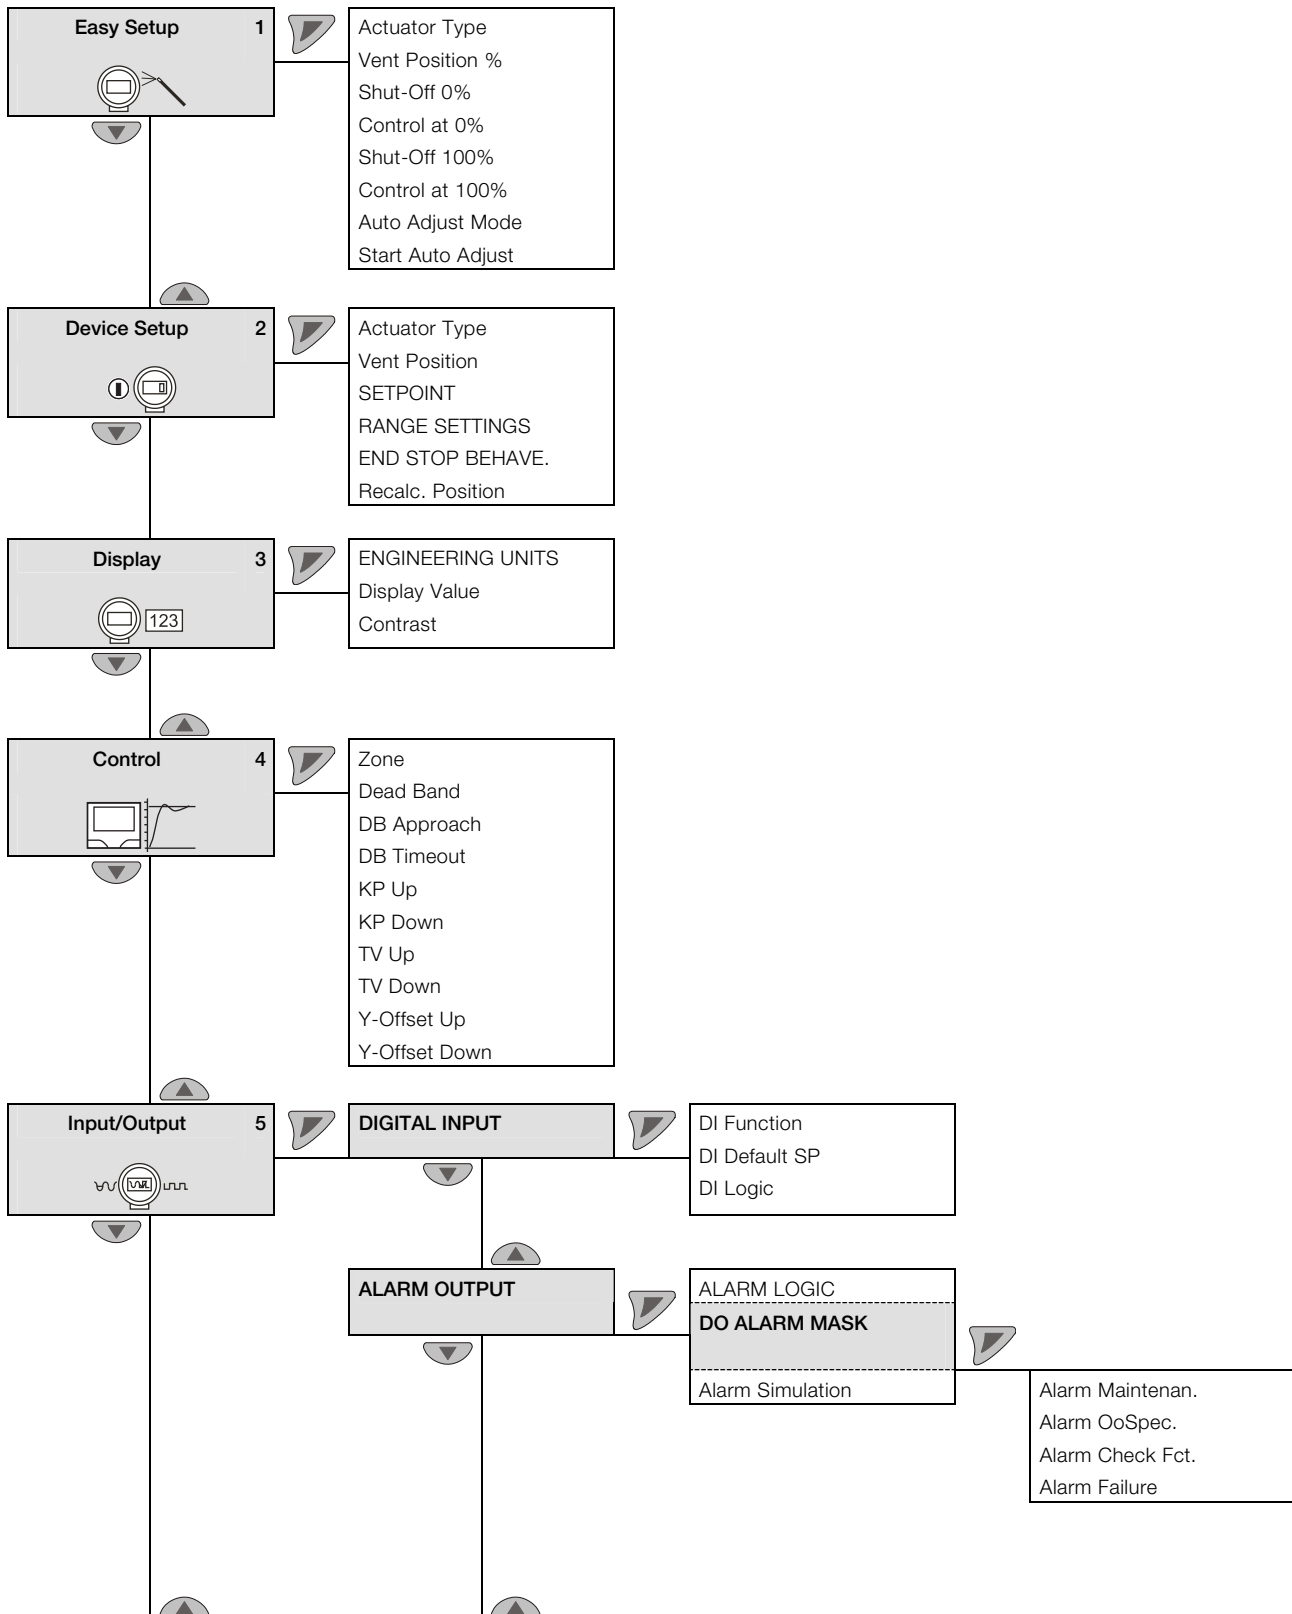 Easy Setup 1
Actuator Type
Vent Position %
Shut-Off 0%
Control at 0%
Shut-Off 100%
Control at 100%
Auto Adjust Mode
Start Auto Adjust
Device Setup 2
Actuator Type
Vent Position
SETPOINT
RANGE SETTINGS
END STOP BEHAVE.
Recalc. Position
Display 3
123
ENGINEERING UNITS
Display Value
Contrast
Control 4
Zone
Dead Band
DB Approach
DB Timeout
KP Up
KP Down
TV Up
TV Down
Y-Offset Up
Y-Offset Down
Input/Output 5
DIGITAL INPUT
DI Function
DI Default SP
DI Logic
ALARM OUTPUT
ALARM LOGIC
DO ALARM MASK
Alarm Simulation
Alarm Maintenan.
Alarm OoSpec.
Alarm Check Fct.
Alarm Failure